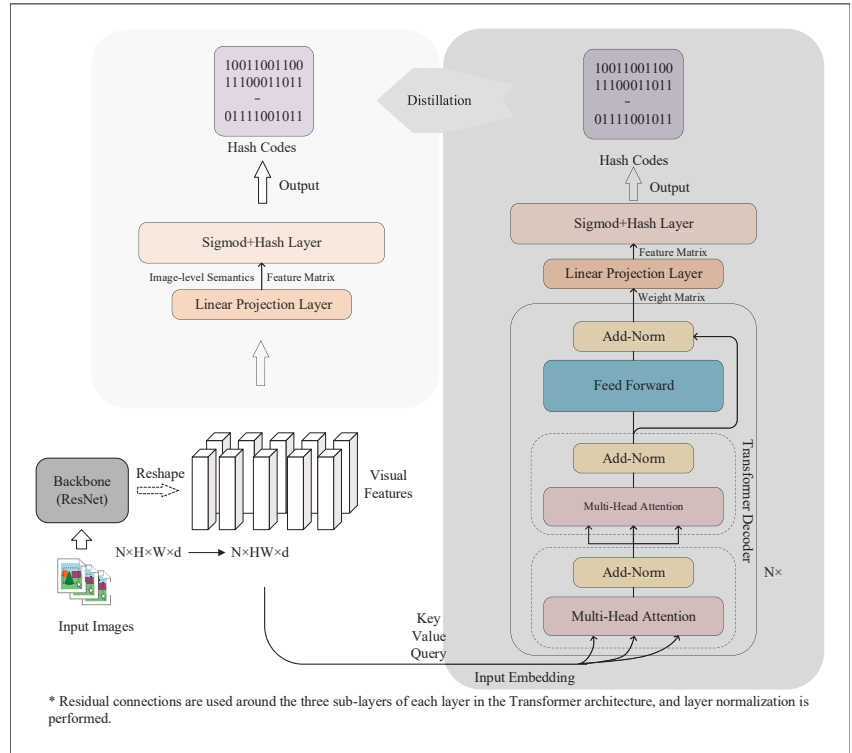 10011001100
11100011011
...
01111001011
Hash Codes
Output
Sigmod+Hash Layer
Image-level Semantics
Feature Matrix
Linear Projection Layer
Distillation
10011001100
11100011011
...
01111001011
Hash Codes
Output
Sigmod+Hash Layer
Feature Matrix
Linear Projection Layer
Weight Matrix
Add-Norm
Feed Forward
Add-Norm
Multi-Head Attention
Add-Norm
Multi-Head Attention
Transformer Decoder
N×
Backbone
(ResNet)
Reshape
Visual
Features
N×H×W×d
N×HW×d
Input Images
Key
Value
Query
Input Embedding
* Residual connections are used around the three sub-layers of each layer in the Transformer architecture, and layer normalization is
performed.